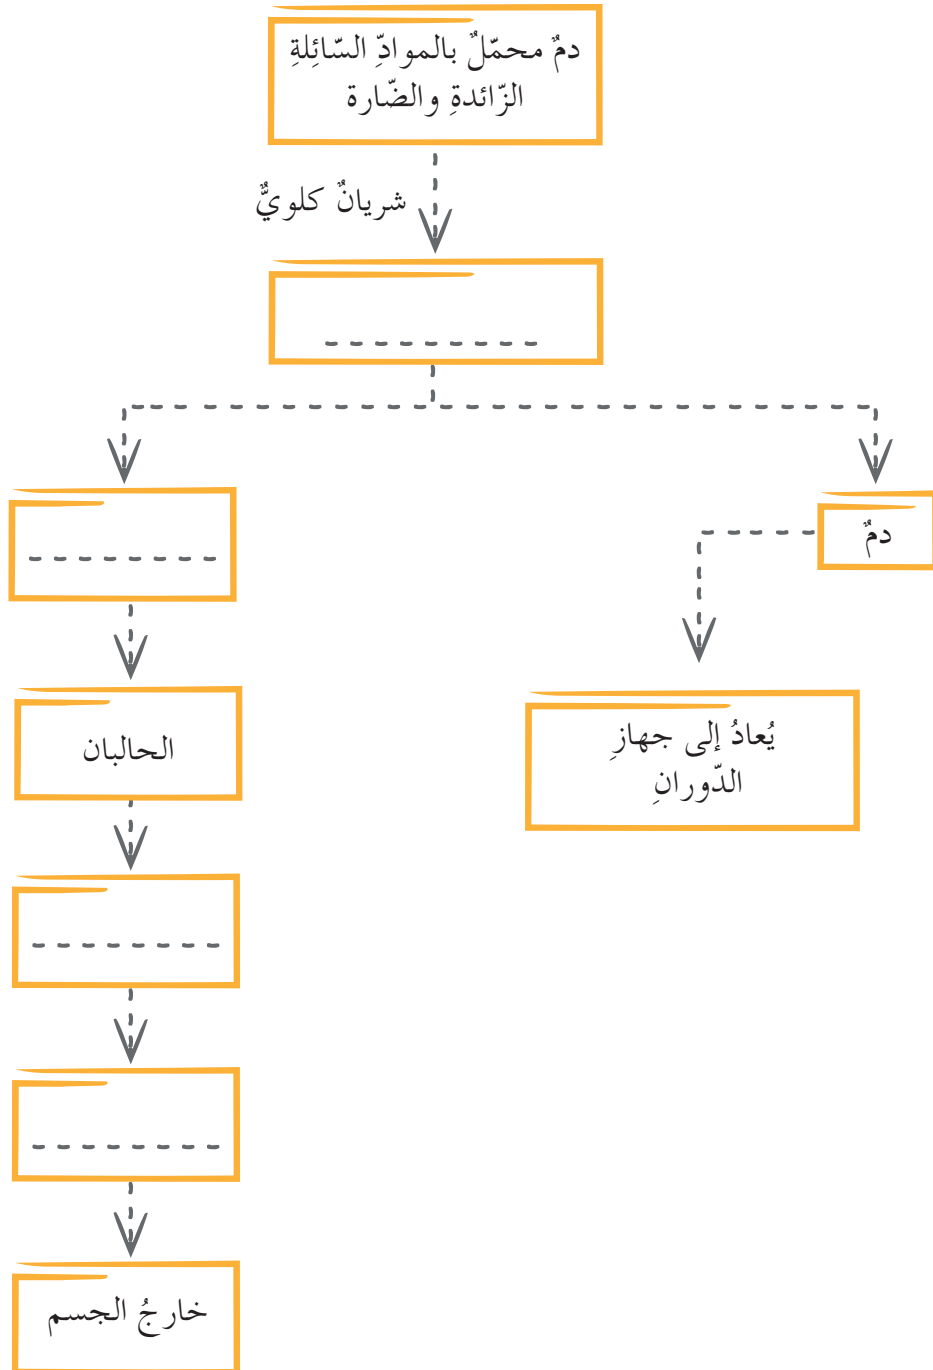 دمٌ محمّلٌ بالموادِّ السّائِلةِ
الزّائدةِ والضّارة
شريانٌ كلويٌّ
دمٌ
يُعادُ إلى جهازِ
الدّورانِ
الحالبان
خارجُ الجسم